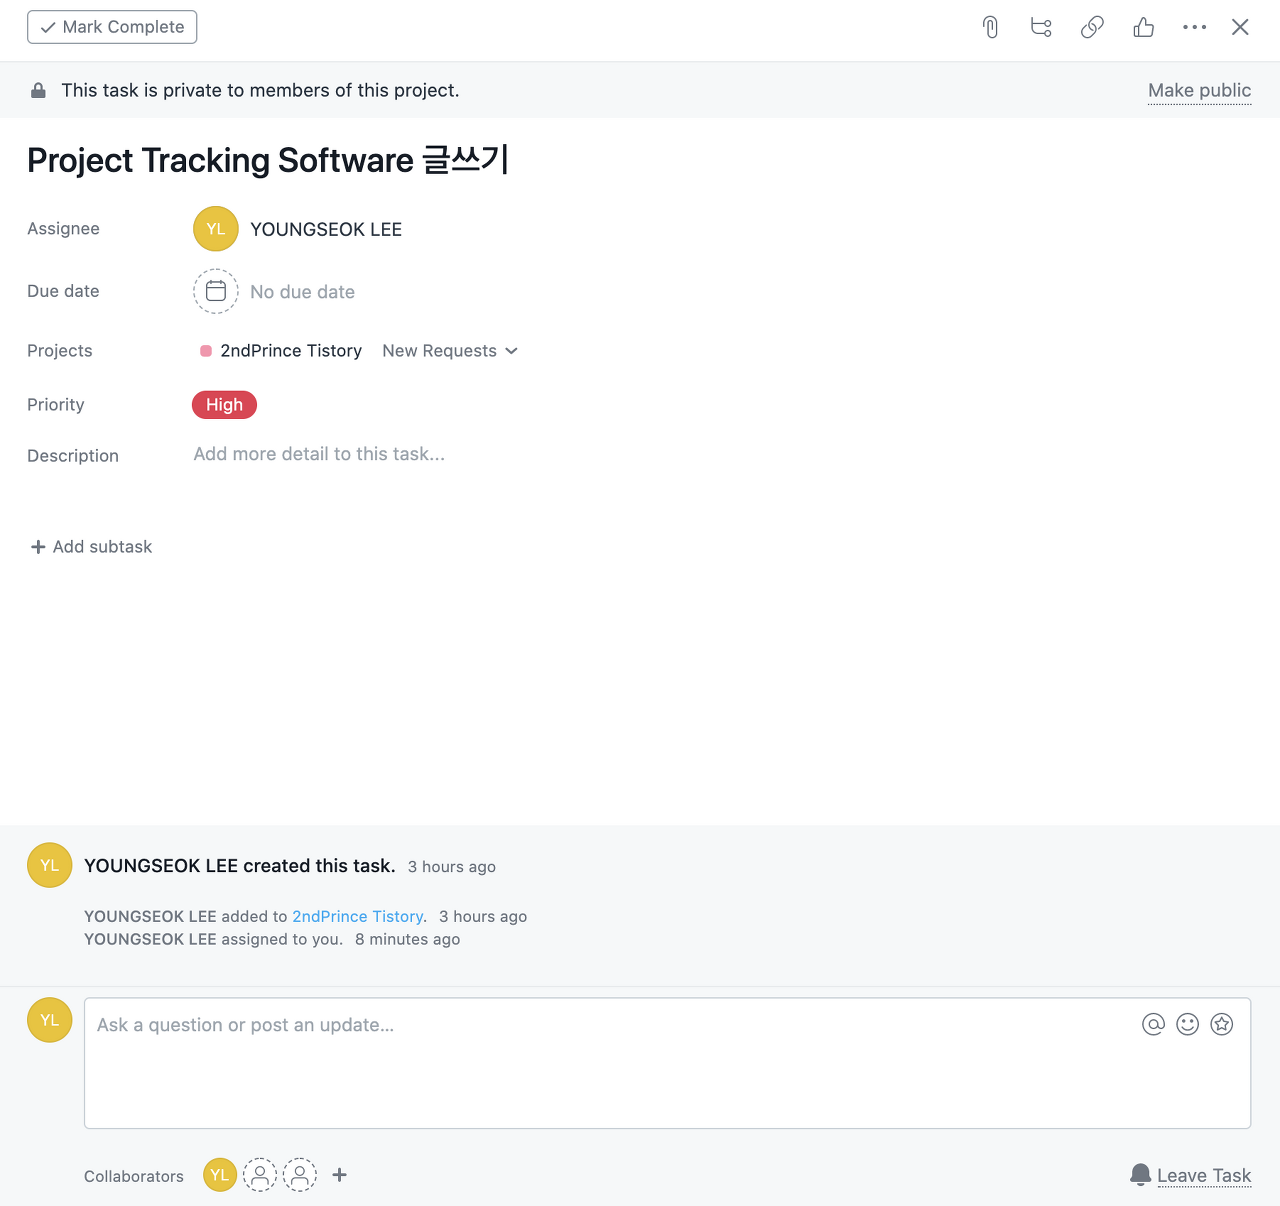 Mark Complete
This task is private to members of this project. Make public
Project Tracking Software 글쓰기
Assignee YL YOUNGSEOK LEE
Due date No due date
Projects 2ndPrince Tistory New Requests
Priority High
Description Add more detail to this task...
+ Add subtask
YL YOUNGSEOK LEE created this task. 3 hours ago
YOUNGSEOK LEE added to 2ndPrince Tistory. 3 hours ago
YOUNGSEOK LEE assigned to you. 8 minutes ago
YL Ask a question or post an update...
Collaborators YL + Leave Task